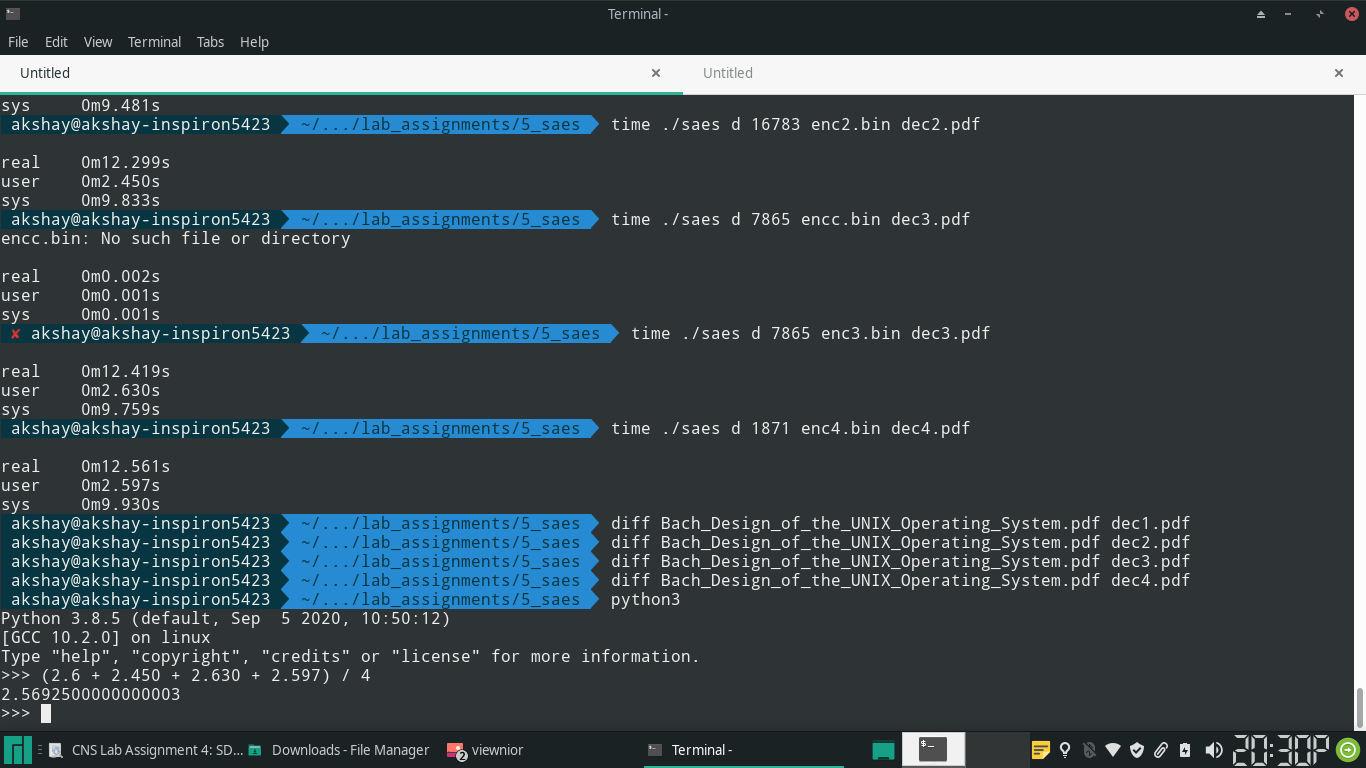 Terminal -
File Edit View Terminal Tabs Help
Untitled Untitled
sys 0m9.481s
akshay@akshay-inspiron5423 ~/.../lab_assignments/5_saes time ./saes d 16783 enc2.bin dec2.pdf
real 0m12.299s
user 0m2.450s
sys 0m9.833s
akshay@akshay-inspiron5423 ~/.../lab_assignments/5_saes time ./saes d 7865 encc.bin dec3.pdf
encc.bin: No such file or directory
real 0m0.002s
user 0m0.001s
sys 0m0.001s
✘ akshay@akshay-inspiron5423 ~/.../lab_assignments/5_saes time ./saes d 7865 enc3.bin dec3.pdf
real 0m12.419s
user 0m2.630s
sys 0m9.759s
akshay@akshay-inspiron5423 ~/.../lab_assignments/5_saes time ./saes d 1871 enc4.bin dec4.pdf
real 0m12.561s
user 0m2.597s
sys 0m9.930s
akshay@akshay-inspiron5423 ~/.../lab_assignments/5_saes diff Bach_Design_of_the_UNIX_Operating_System.pdf dec1.pdf
akshay@akshay-inspiron5423 ~/.../lab_assignments/5_saes diff Bach_Design_of_the_UNIX_Operating_System.pdf dec2.pdf
akshay@akshay-inspiron5423 ~/.../lab_assignments/5_saes diff Bach_Design_of_the_UNIX_Operating_System.pdf dec3.pdf
akshay@akshay-inspiron5423 ~/.../lab_assignments/5_saes diff Bach_Design_of_the_UNIX_Operating_System.pdf dec4.pdf
akshay@akshay-inspiron5423 ~/.../lab_assignments/5_saes python3
Python 3.8.5 (default, Sep  5 2020, 10:50:12)
[GCC 10.2.0] on linux
Type "help", "copyright", "credits" or "license" for more information.
>>> (2.6 + 2.450 + 2.630 + 2.597) / 4
2.5692500000000003
>>>
CNS Lab Assignment 4: SD... Downloads - File Manager 2 viewnior Terminal - $_ 20:30P